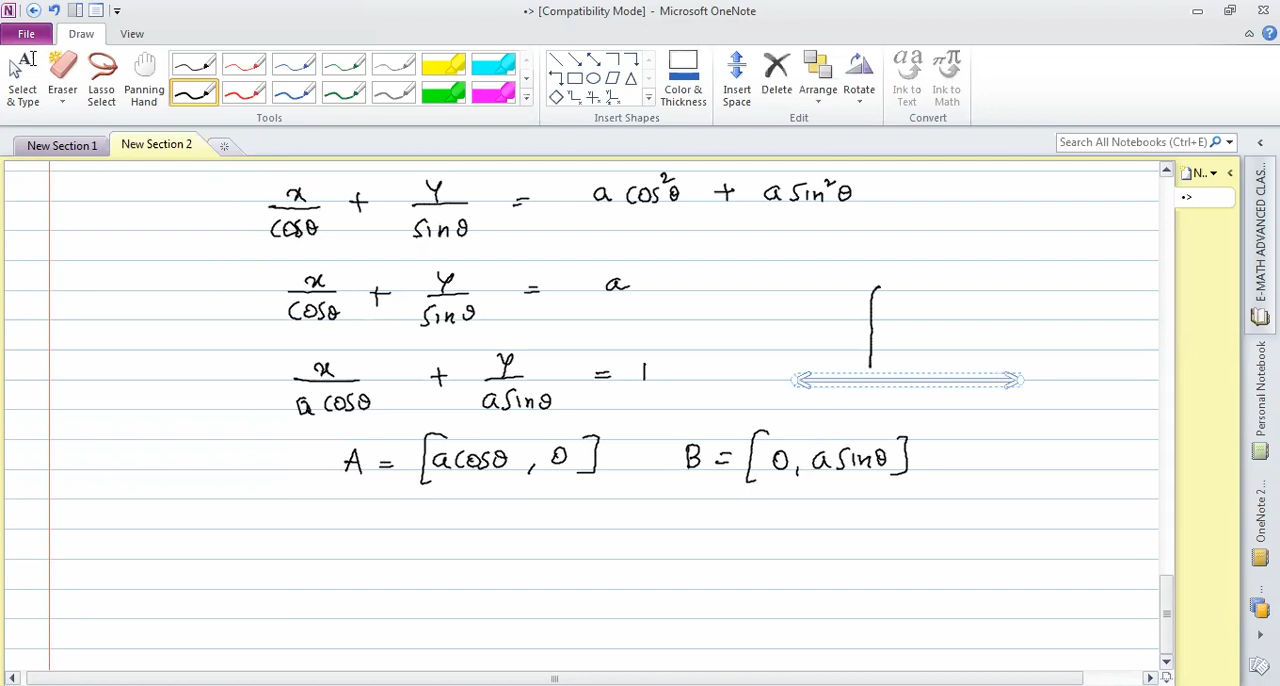 •> [Compatibility Mode] - Microsoft OneNote
File Draw View
Select & Type Eraser Lasso Select Panning Hand Color & Thickness Insert Space Delete Arrange Rotate Ink to Text Ink to Math
Tools Insert Shapes Edit Convert
New Section 1 New Section 2 Search All Notebooks (Ctrl+E)
N..
•>
x/cosθ + y/sinθ = a cos²θ + a sin²θ
x/cosθ + y/sinθ = a
x/a cosθ + y/a sinθ = 1
A = [a cosθ , 0] B = [0, a sinθ]
E-MATH ADVANCED CLAS...
Personal Notebook
OneNote 2...